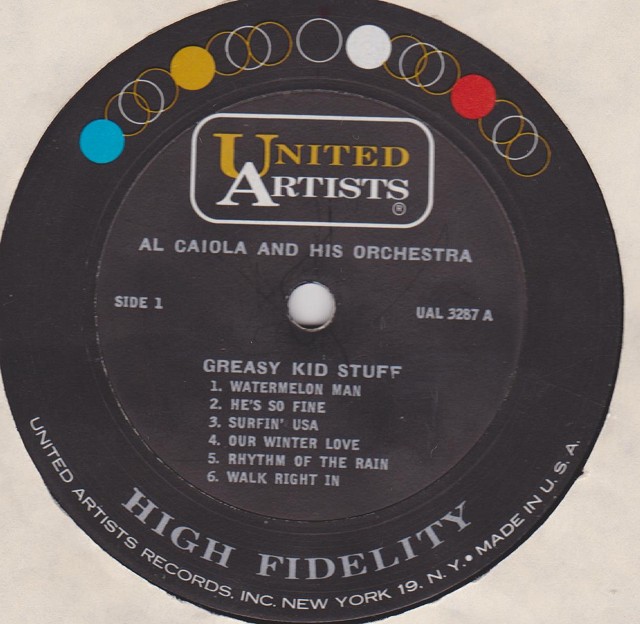 UNITED
ARTISTS
®
AL CAIOLA AND HIS ORCHESTRA
SIDE 1
UAL 3287 A
GREASY KID STUFF
1. WATERMELON MAN
2. HE'S SO FINE
3. SURFIN' USA
4. OUR WINTER LOVE
5. RHYTHM OF THE RAIN
6. WALK RIGHT IN
HIGH FIDELITY
UNITED ARTISTS RECORDS, INC. NEW YORK 19, N. Y. • MADE IN U. S. A.